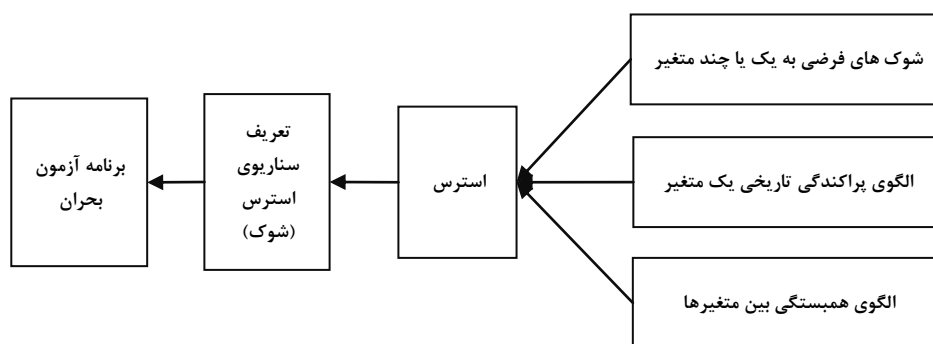 شوک های فرضی به یک یا چند متغیر
الگوی پراکندگی تاریخی یک متغیر
الگوی همبستگی بین متغیرها
استرس
تعریف
سناریوی
استرس
(شوک)
برنامه آزمون
بحران